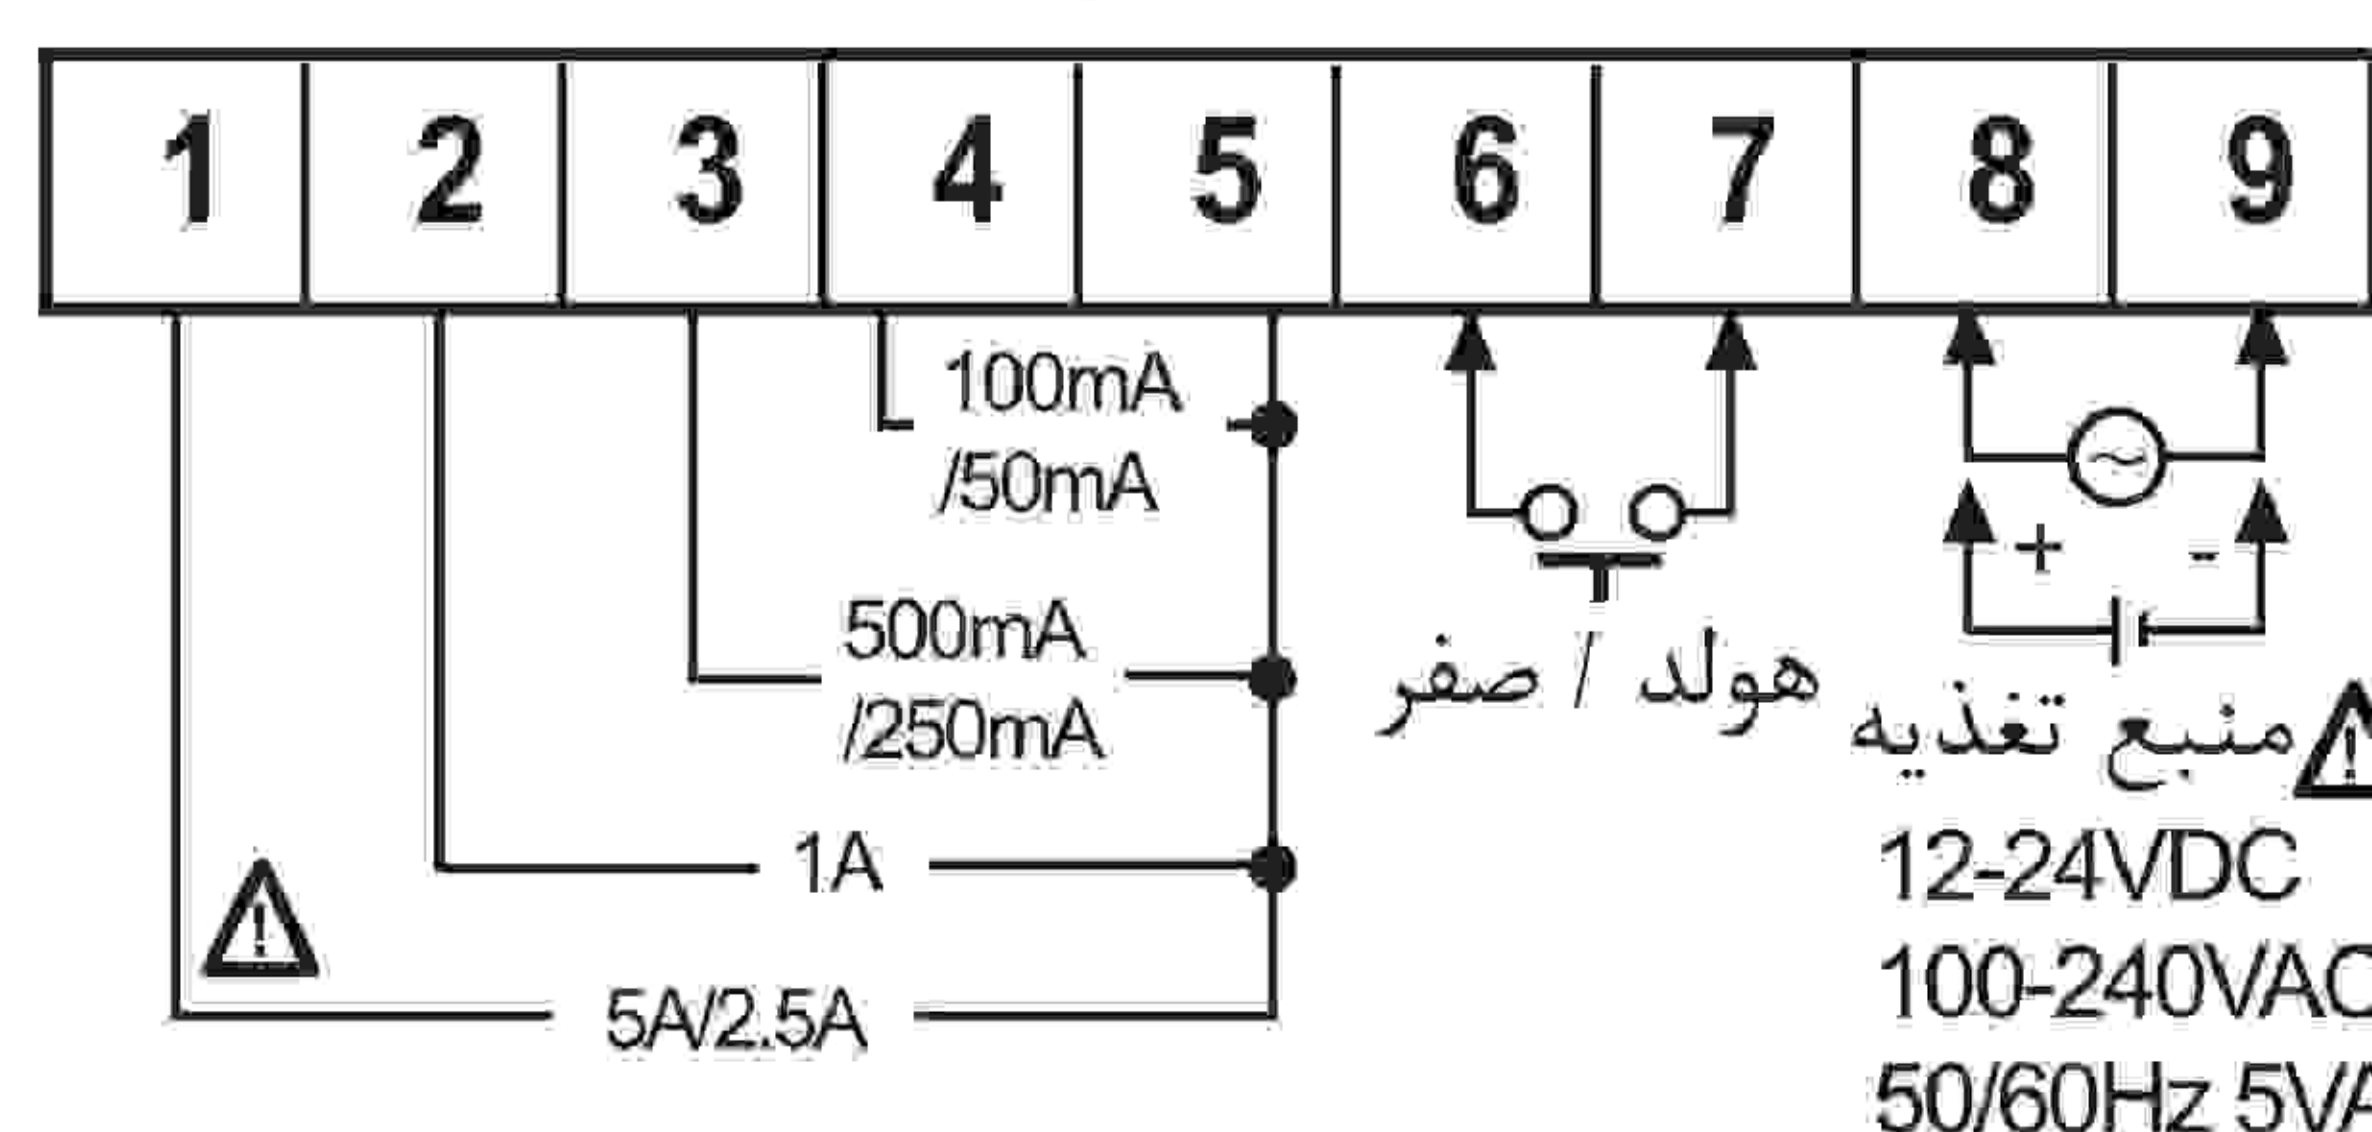 1 2 3 4 5 6 7 8 9
100mA
/50mA
500mA
/250mA
1A
5A/2.5A
هولد / صفر
+ -
منبع تغذیه
12-24VDC
100-240VAC
50/60Hz 5VA